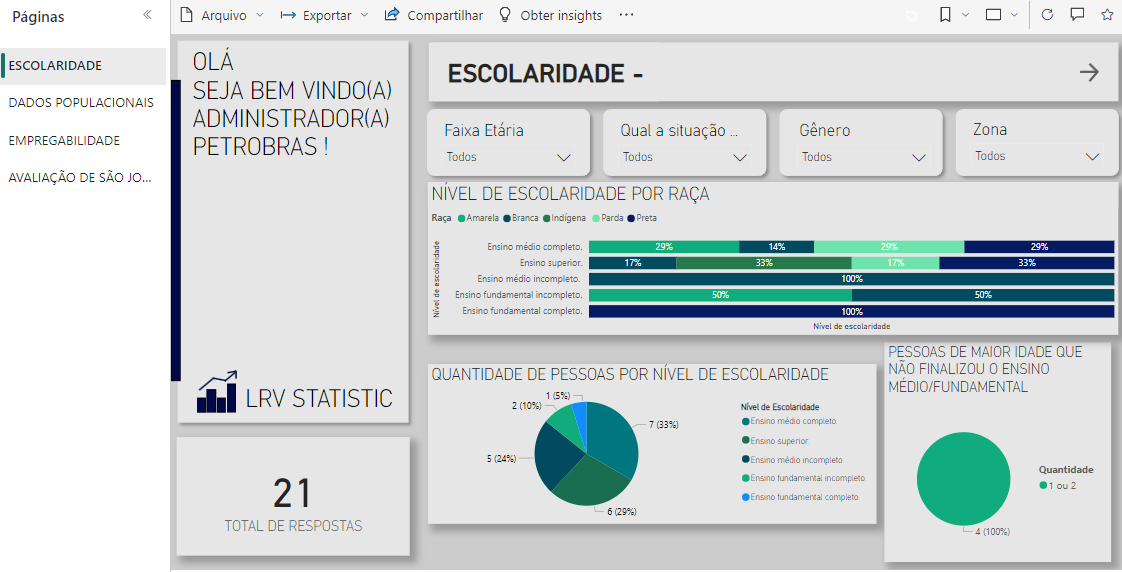 Páginas
ESCOLARIDADE
DADOS POPULACIONAIS
EMPREGABILIDADE
AVALIAÇÃO DE SÃO JO...
Arquivo
Exportar
Compartilhar
Obter insights
OLÁ
SEJA BEM VINDO(A)
ADMINISTRADOR(A)
PETROBRAS !
LRV STATISTIC
21
TOTAL DE RESPOSTAS
ESCOLARIDADE -
Faixa Etária
Todos
Qual a situação ...
Todos
Gênero
Todos
Zona
Todos
NÍVEL DE ESCOLARIDADE POR RAÇA
Raça Amarela Branca Indígena Parda Preta
Nível de escolaridade
Ensino médio completo. 29% 14% 29% 29%
Ensino superior. 17% 33% 17% 33%
Ensino médio incompleto. 100%
Ensino fundamental incompleto. 50% 50%
Ensino fundamental completo. 100%
Nível de escolaridade
QUANTIDADE DE PESSOAS POR NÍVEL DE ESCOLARIDADE
1 (5%)
2 (10%)
7 (33%)
5 (24%)
6 (29%)
Nível de Escolaridade
Ensino médio completo.
Ensino superior.
Ensino médio incompleto.
Ensino fundamental incompleto.
Ensino fundamental completo.
PESSOAS DE MAIOR IDADE QUE
NÃO FINALIZOU O ENSINO
MÉDIO/FUNDAMENTAL
Quantidade
1 ou 2
4 (100%)